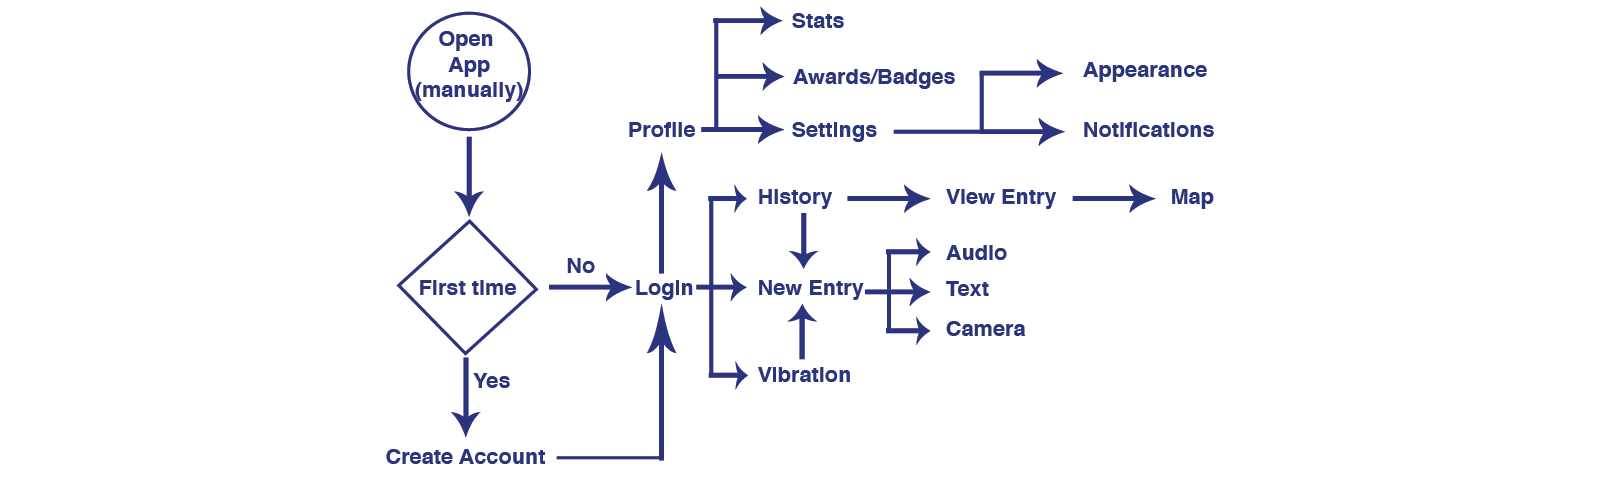 Open
App
(manually)
Stats
Awards/Badges
Appearance
Profile
Settings
Notifications
History
View Entry
Map
Audio
No
First time
Login
New Entry
Text
Camera
Yes
Vibration
Create Account